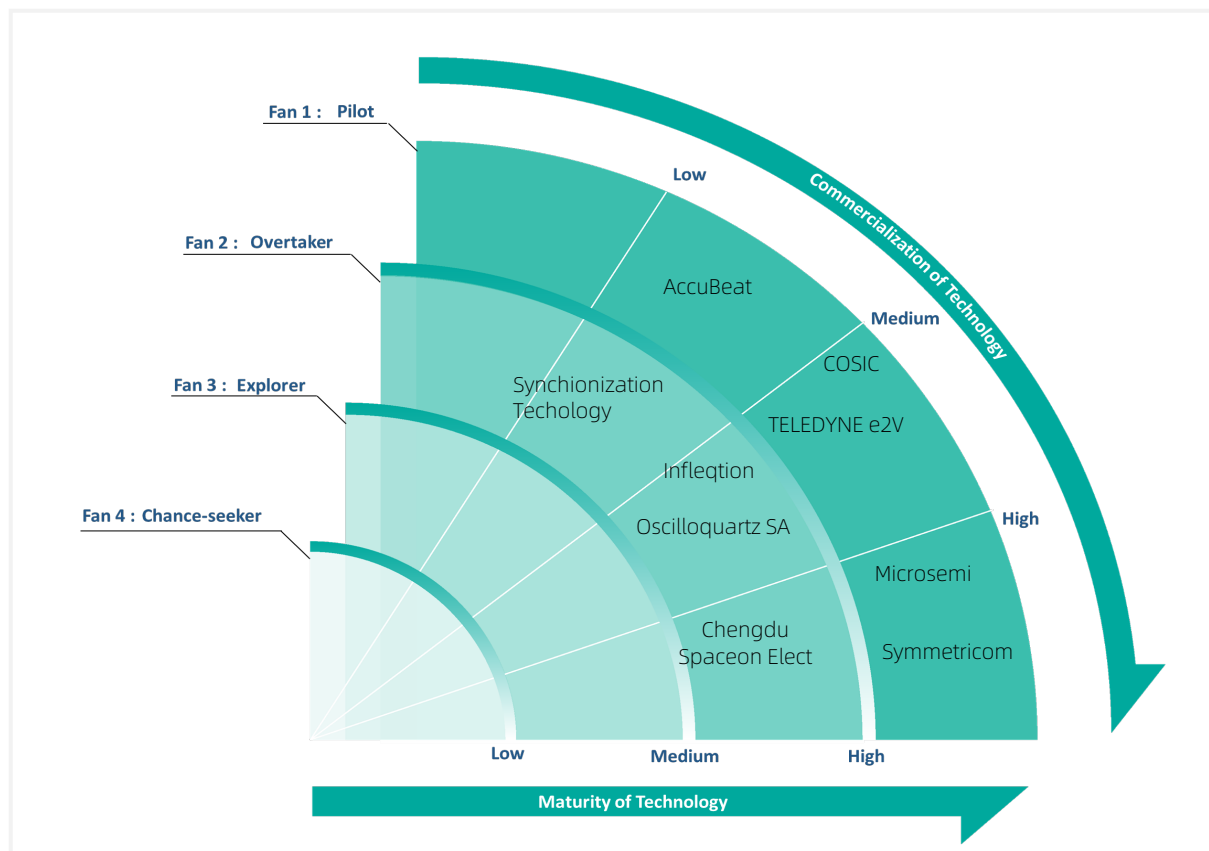 Fan 1 : Pilot
Low
Commercialization of Technology
Fan 2 : Overtaker
AccuBeat
Medium
COSIC
Fan 3 : Explorer
Synchionization
Techology
TELEDYNE e2V
Infleqtion
Fan 4 : Chance-seeker
Oscilloquartz SA
High
Microsemi
Chengdu
Spaceon Elect
Symmetricom
Low
Medium
High
Maturity of Technology